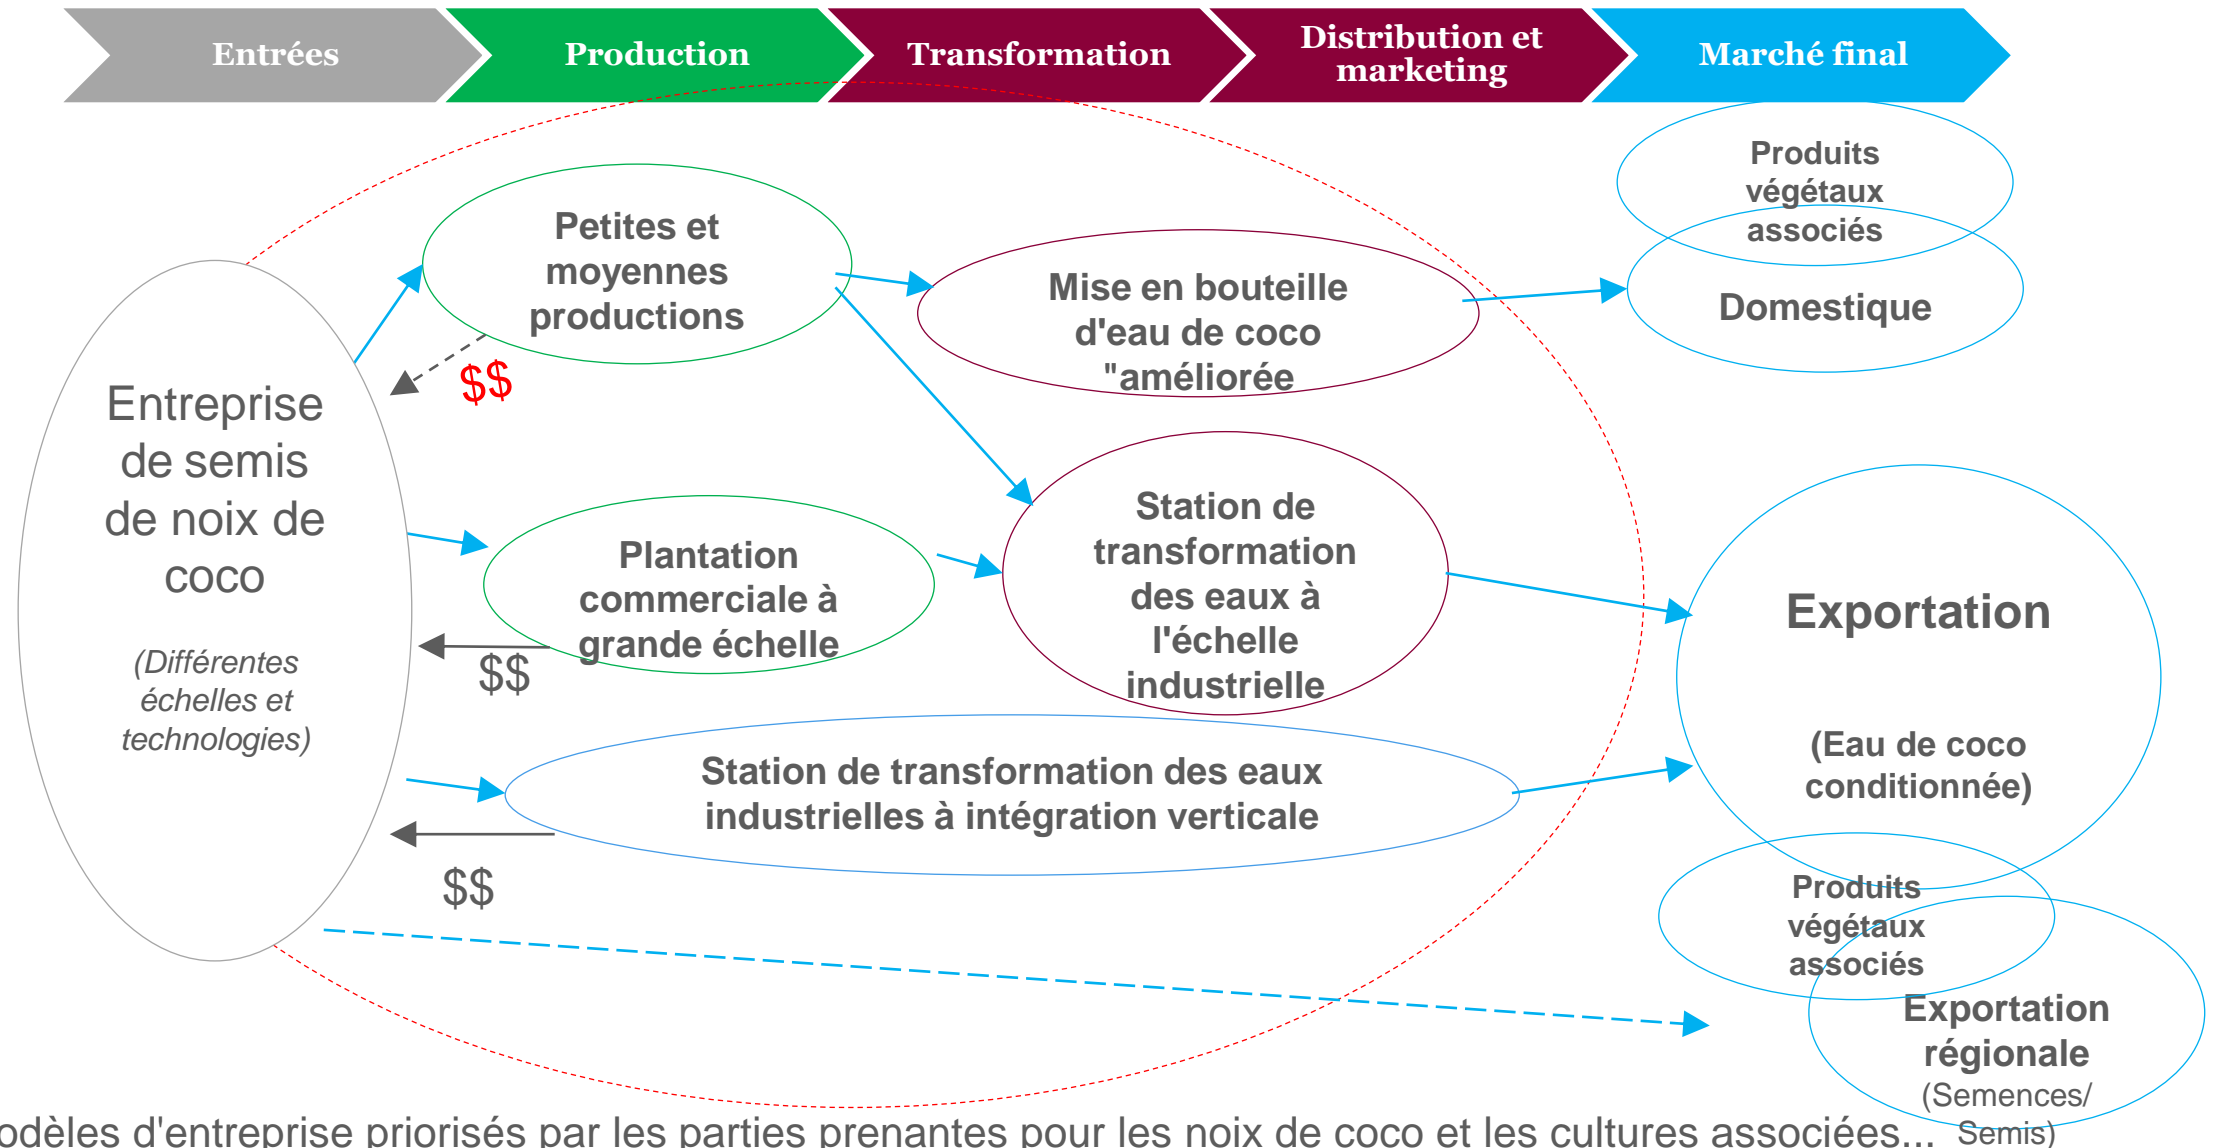 Entrées
Production
Transformation
Distribution et
marketing
Marché final
Produits
végétaux
associés
Domestique
Petites et
moyennes
productions
$$
Mise en bouteille
d'eau de coco
"améliorée
Entreprise
de semis
de noix de
coco
(Différentes
échelles et
technologies)
Plantation
commerciale à
grande échelle
$$
Station de
transformation
des eaux à
l'échelle
industrielle
Exportation
(Eau de coco
conditionnée)
Station de transformation des eaux
industrielles à intégration verticale
$$
Produits
végétaux
associés
Exportation
régionale
(Semences/
Semis)
odèles d'entreprise priorisés par les parties prenantes pour les noix de coco et les cultures associées...